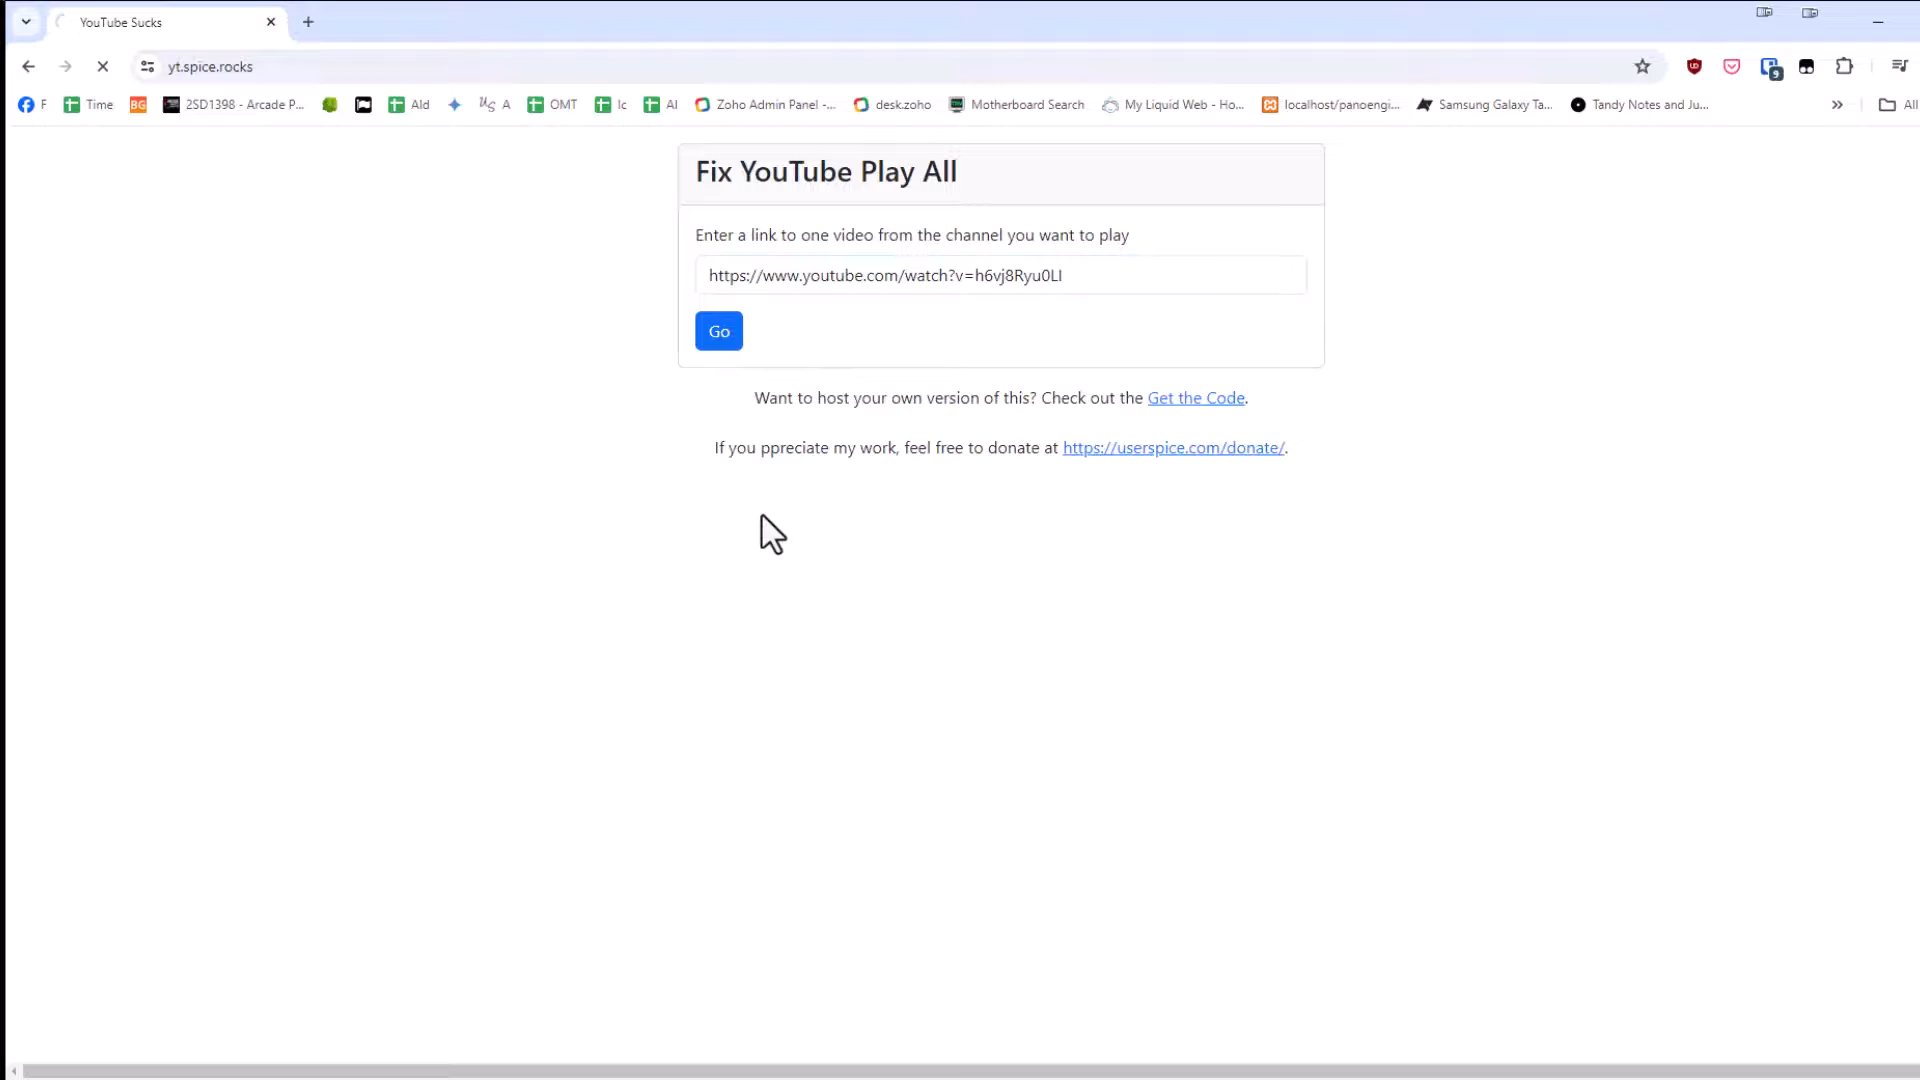 YouTube Sucks
yt.spice.rocks
F Time BG 2SD1398 - Arcade P... Ald A OMT Ic AI Zoho Admin Panel -... desk.zoho Motherboard Search My Liquid Web - Ho... localhost/panoengi... Samsung Galaxy Ta... Tandy Notes and Ju... All
Fix YouTube Play All
Enter a link to one video from the channel you want to play
https://www.youtube.com/watch?v=h6vj8Ryu0LI
Go
Want to host your own version of this? Check out the Get the Code.
If you ppreciate my work, feel free to donate at https://userspice.com/donate/.